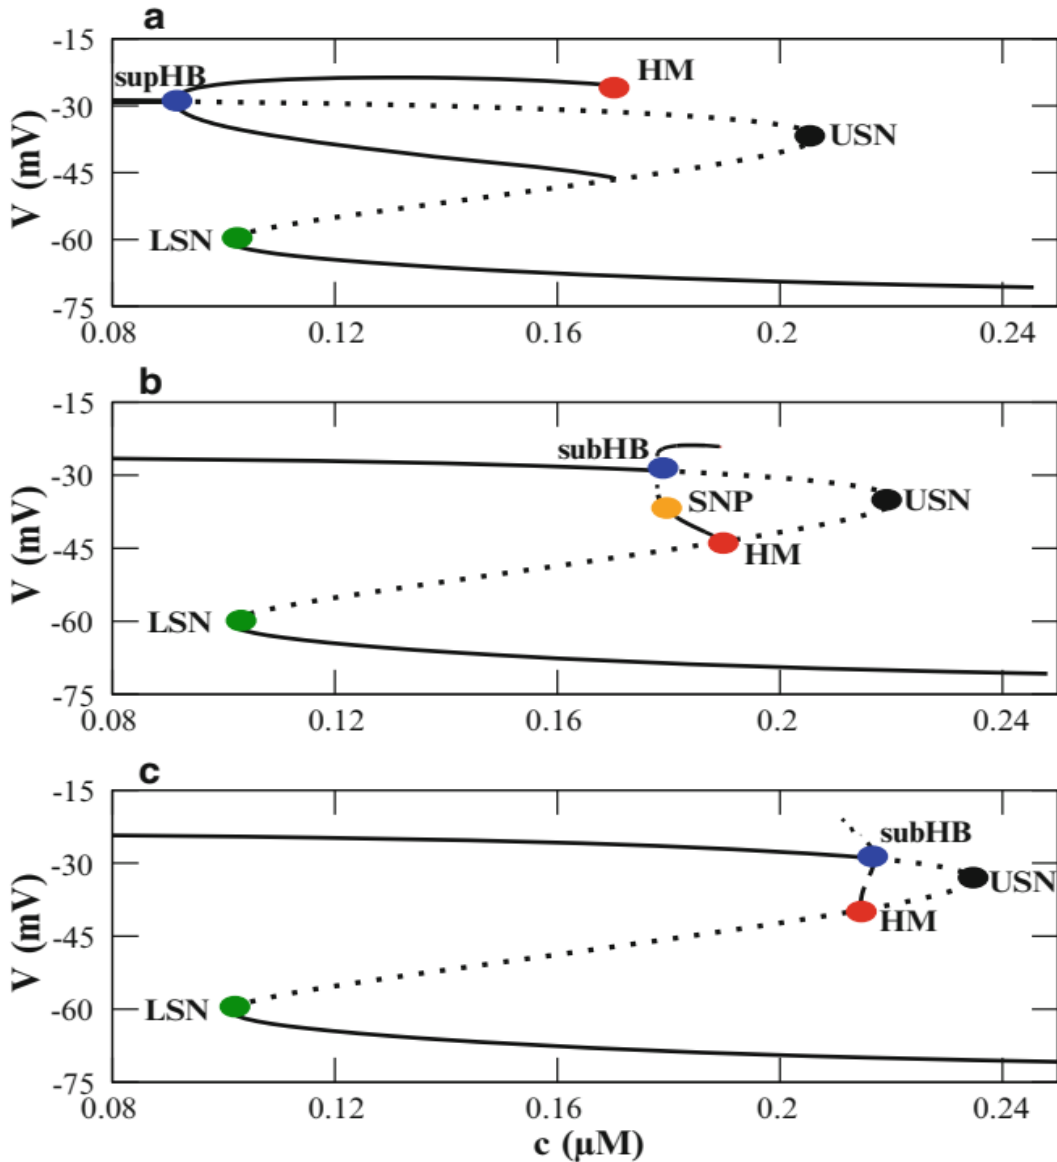 a
-15
supHB
HM
-30
USN
V (mV)
-45
LSN
-60
-75
0.08 0.12 0.16 0.2 0.24
b
-15
subHB
-30
SNP
USN
V (mV)
-45
HM
LSN
-60
-75
0.08 0.12 0.16 0.2 0.24
c
-15
subHB
-30
USN
V (mV)
HM
-45
LSN
-60
-75
0.08 0.12 0.16 0.2 0.24
c (μM)